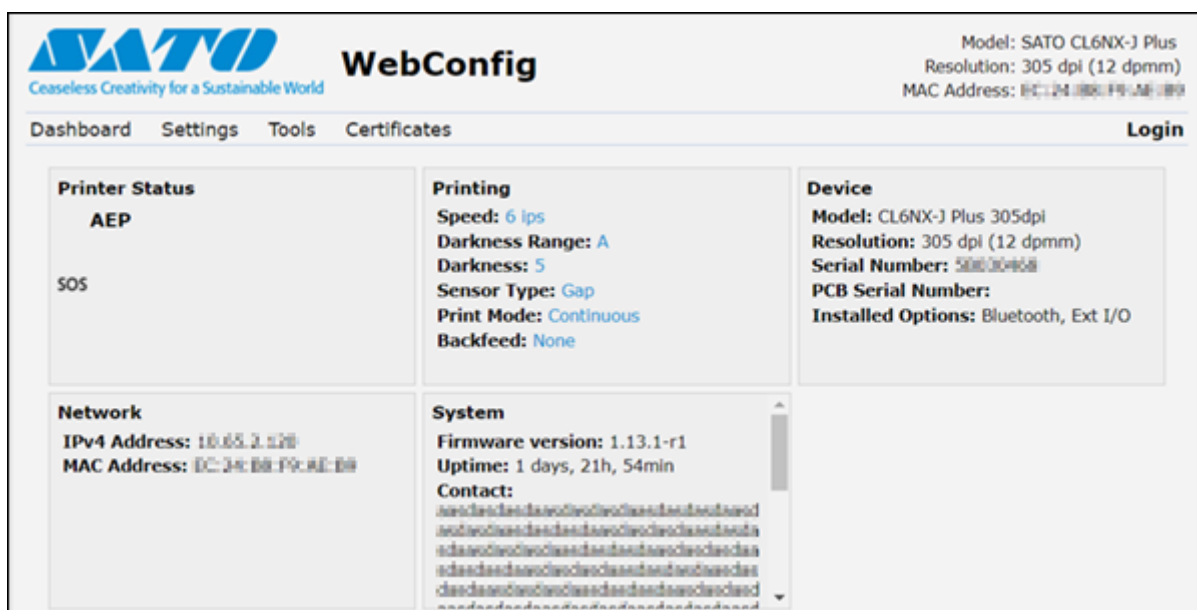 SATO
Ceaseless Creativity for a Sustainable World
WebConfig
Model: SATO CL6NX-J Plus
Resolution: 305 dpi (12 dpmm)
MAC Address:
Dashboard Settings Tools Certificates Login
Printer Status
AEP
SOS
Printing
Speed: 6 ips
Darkness Range: A
Darkness: 5
Sensor Type: Gap
Print Mode: Continuous
Backfeed: None
Device
Model: CL6NX-J Plus 305dpi
Resolution: 305 dpi (12 dpmm)
Serial Number:
PCB Serial Number:
Installed Options: Bluetooth, Ext I/O
Network
IPv4 Address:
MAC Address:
System
Firmware version: 1.13.1-r1
Uptime: 1 days, 21h, 54min
Contact: